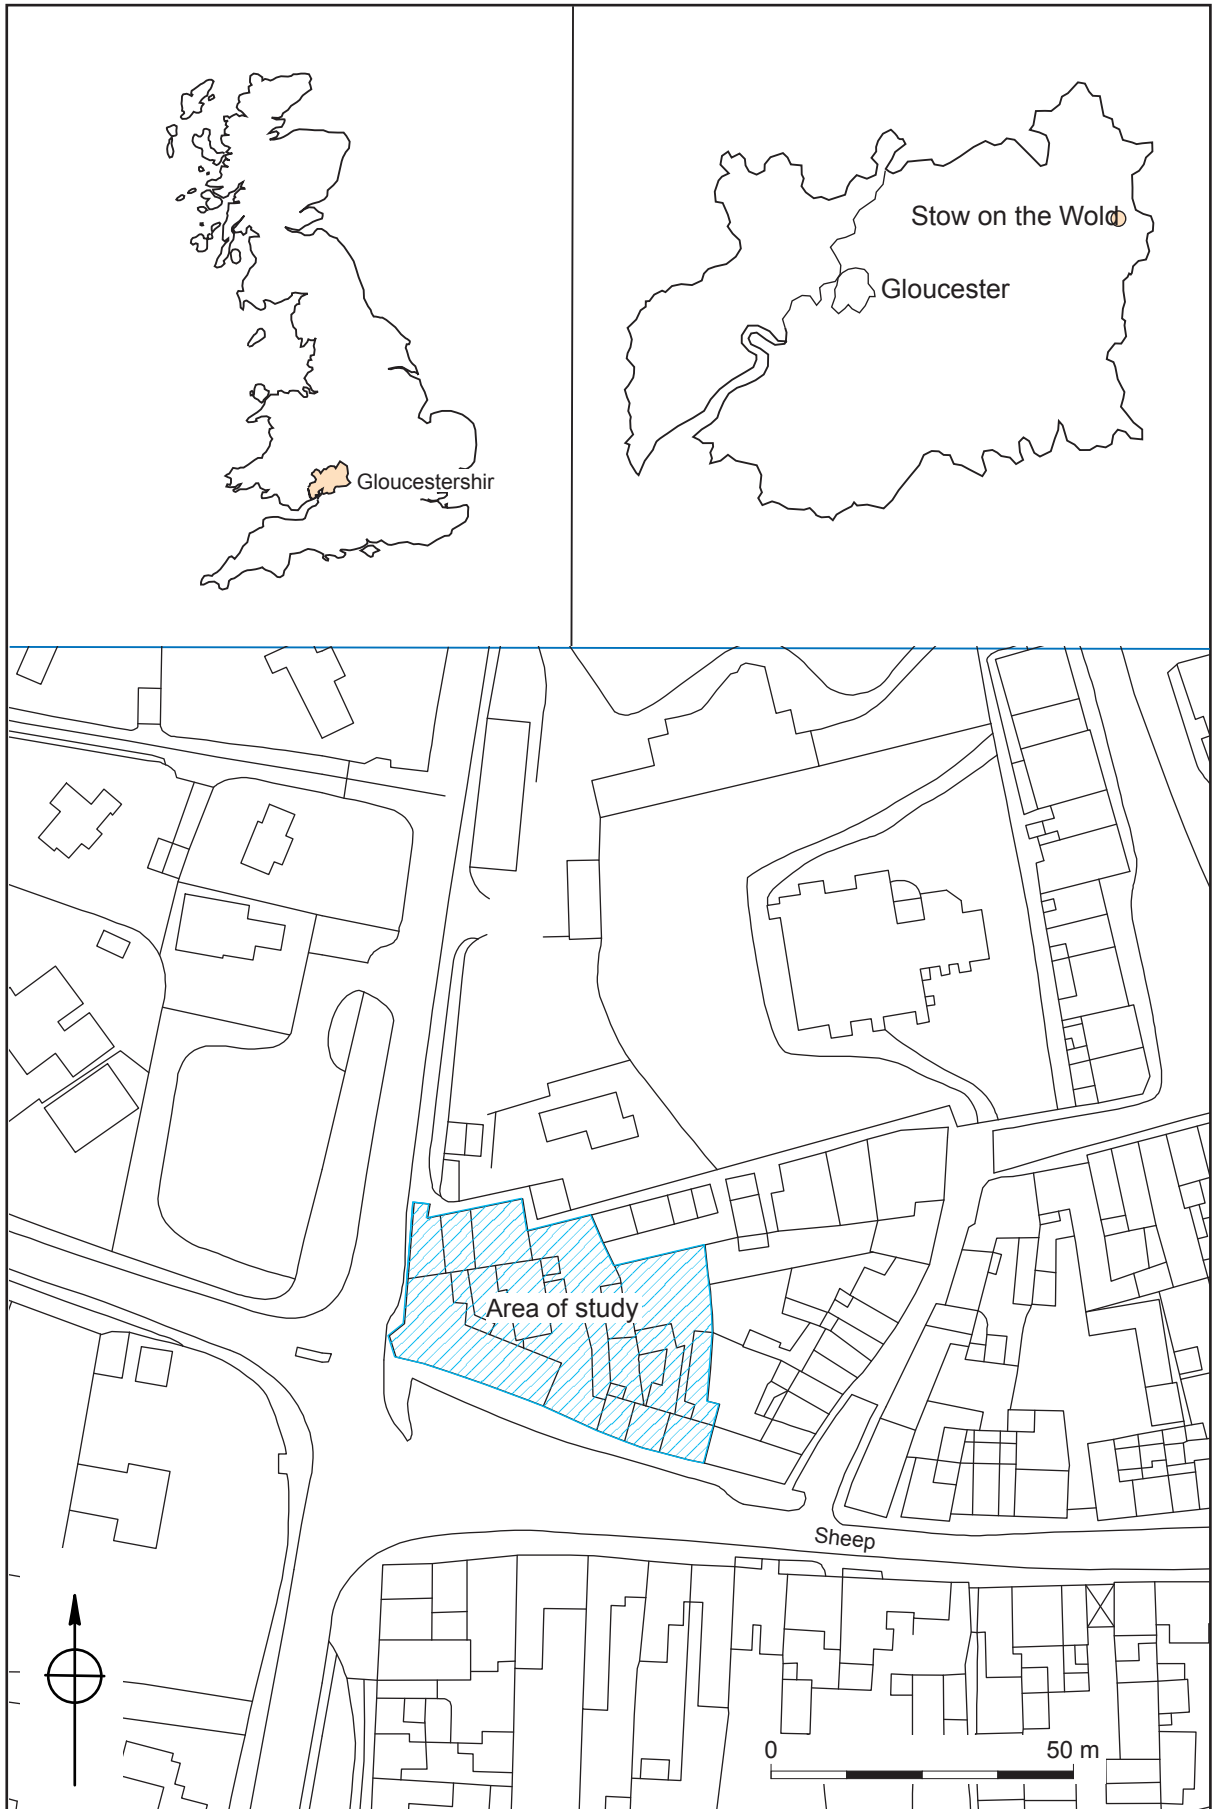 Gloucestershir
Stow on the Wold
Gloucester
Area of study
Sheep
0 50 m